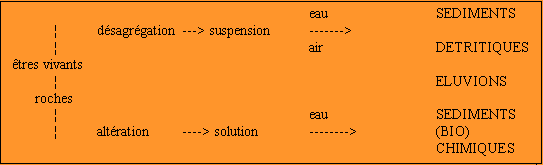 eau SEDIMENTS
désagrégation ---> suspension ------->
air DETRITIQUES
êtres vivants
ELUVIONS
roches
eau SEDIMENTS
altération ----> solution --------> (BIO)
CHIMIQUES